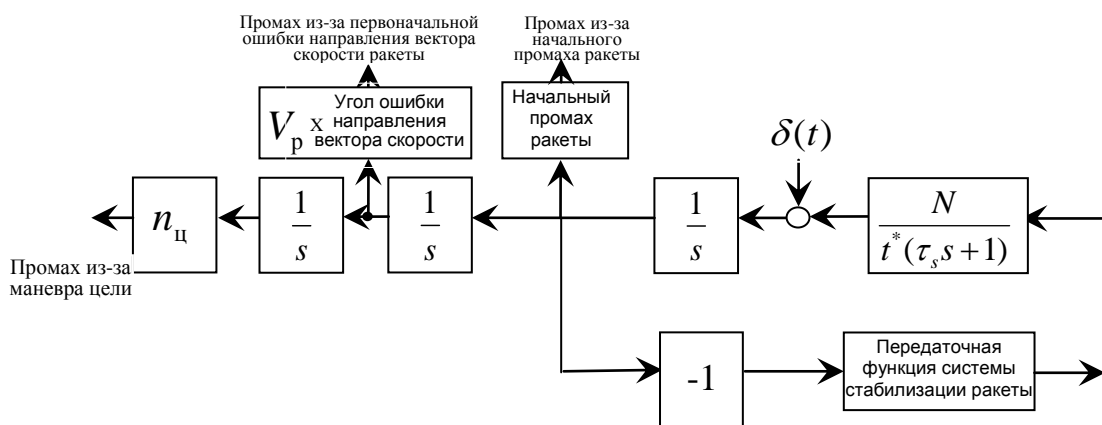 Промах из-за первоначальной
ошибки направления вектора
скорости ракеты
Промах из-за
начального
промаха ракеты
V_р х
Угол ошибки
направления
вектора скорости
Начальный
промах
ракеты
δ(t)
n_ц
1/s
1/s
1/s
N/(t*(τ_s s+1))
Промах из-за
маневра цели
-1
Передаточная
функция системы
стабилизации ракеты